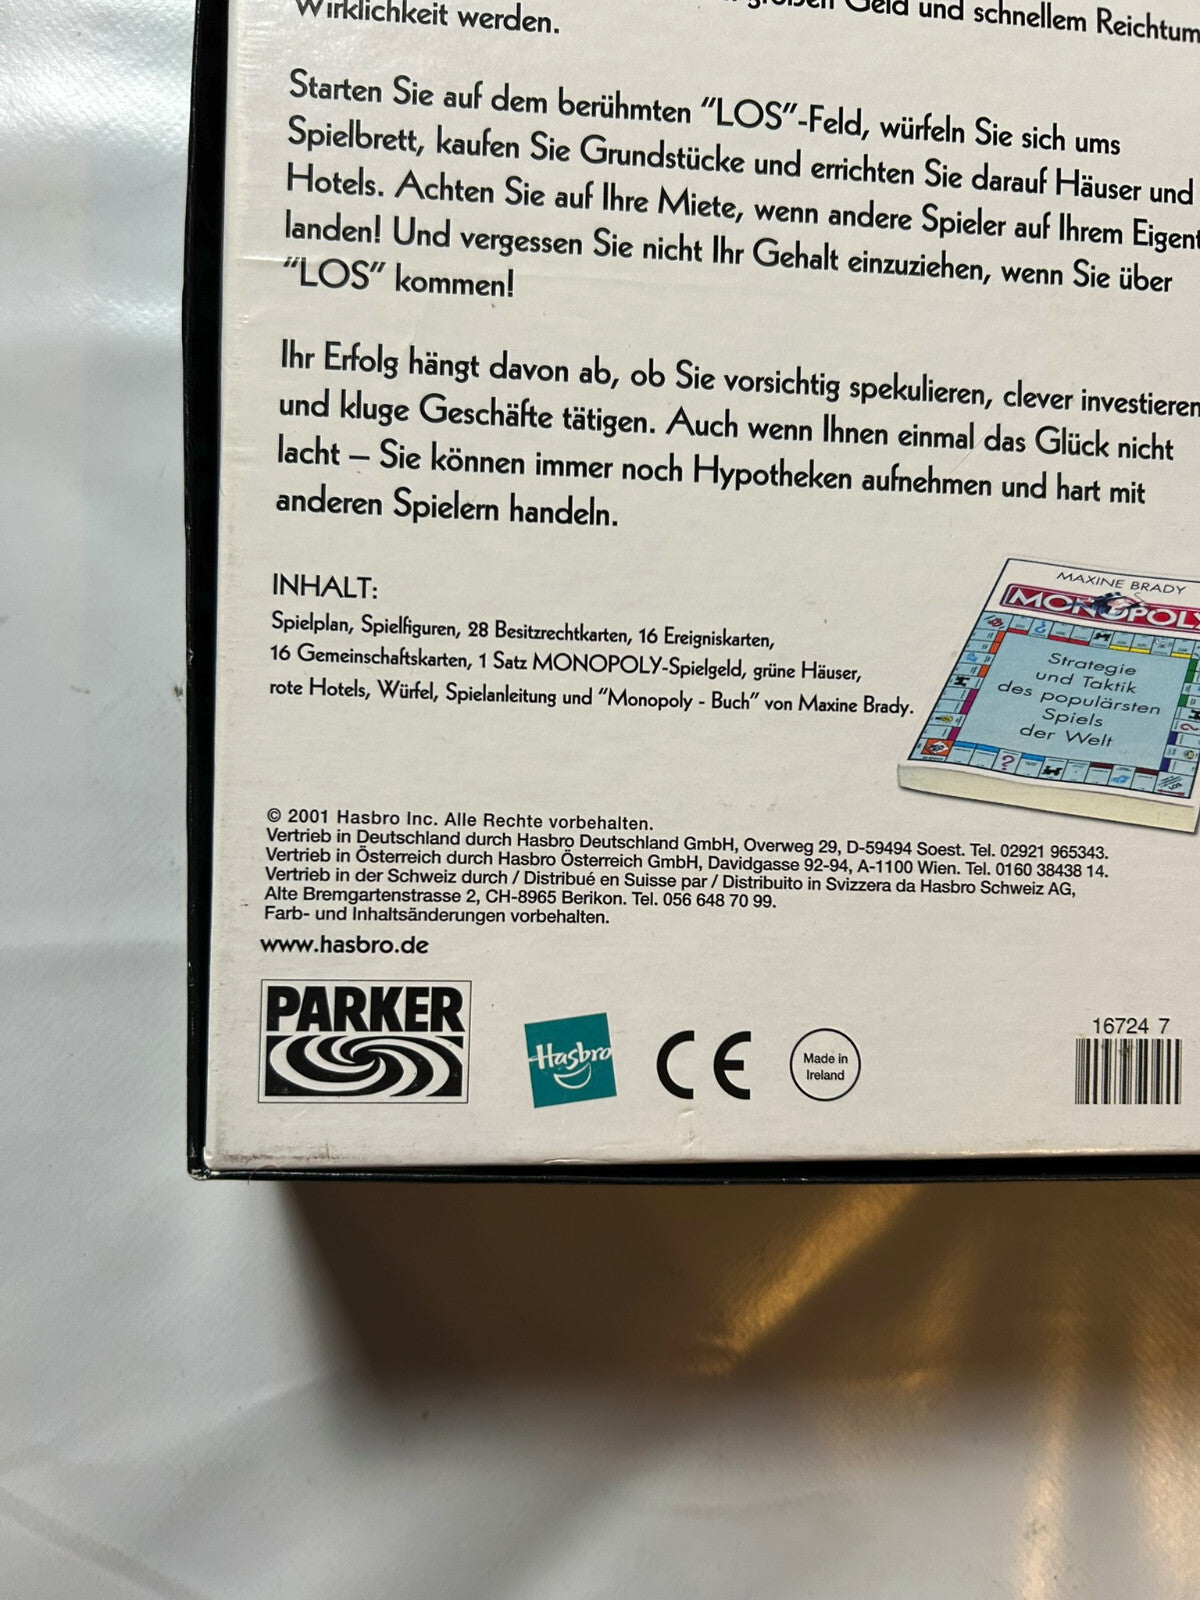 Wirklichkeit werden.
Geld und schnellem Reichtum
Starten Sie auf dem berühmten “LOS”-Feld, würfeln Sie sich ums
Spielbrett, kaufen Sie Grundstücke und errichten Sie darauf Häuser und
Hotels. Achten Sie auf Ihre Miete, wenn andere Spieler auf Ihrem Eigent
landen! Und vergessen Sie nicht Ihr Gehalt einzuziehen, wenn Sie über
“LOS” kommen!
Ihr Erfolg hängt davon ab, ob Sie vorsichtig spekulieren, clever investieren
und kluge Geschäfte tätigen. Auch wenn Ihnen einmal das Glück nicht
lacht – Sie können immer noch Hypotheken aufnehmen und hart mit
anderen Spielern handeln.
INHALT:
Spielplan, Spielfiguren, 28 Besitzrechtkarten, 16 Ereigniskarten,
16 Gemeinschaftskarten, 1 Satz MONOPOLY-Spielgeld, grüne Häuser,
rote Hotels, Würfel, Spielanleitung und “Monopoly - Buch” von Maxine Brady.
MAXINE BRADY
MONOPOLY
Strategie
und Taktik
des populärsten
Spiels
der Welt
© 2001 Hasbro Inc. Alle Rechte vorbehalten.
Vertrieb in Deutschland durch Hasbro Deutschland GmbH, Overweg 29, D-59494 Soest. Tel. 02921 965343.
Vertrieb in Österreich durch Hasbro Österreich GmbH, Davidgasse 92-94, A-1100 Wien. Tel. 0160 38438 14.
Vertrieb in der Schweiz durch / Distribué en Suisse par / Distribuito in Svizzera da Hasbro Schweiz AG,
Alte Bremgartenstrasse 2, CH-8965 Berikon. Tel. 056 648 70 99.
Farb- und Inhaltsänderungen vorbehalten.
www.hasbro.de
PARKER
Hasbro
CE
Made in
Ireland
16724 7